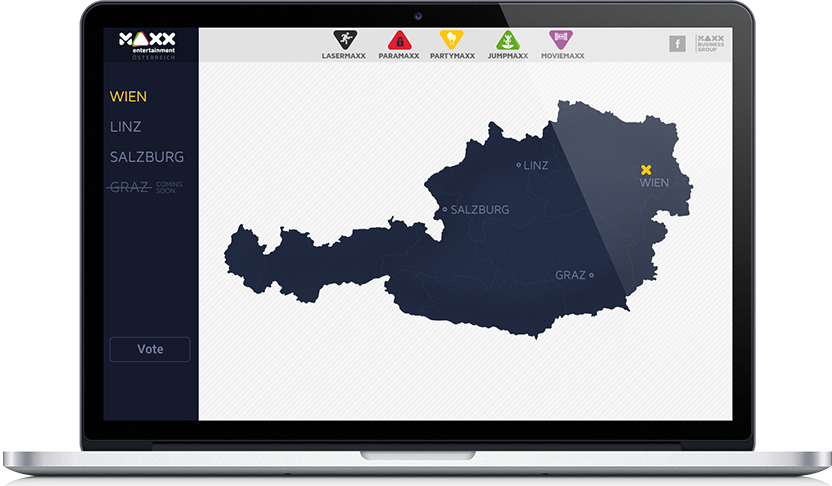 MAXX
entertainment
ÖSTERREICH
LASERMAXX
PARAMAXX
PARTYMAXX
JUMPMAXX
MOVIEMAXX
f
MAXX
BUSINESS
GROUP
WIEN
LINZ
SALZBURG
GRAZ COMING
SOON
LINZ
WIEN
SALZBURG
GRAZ
Vote